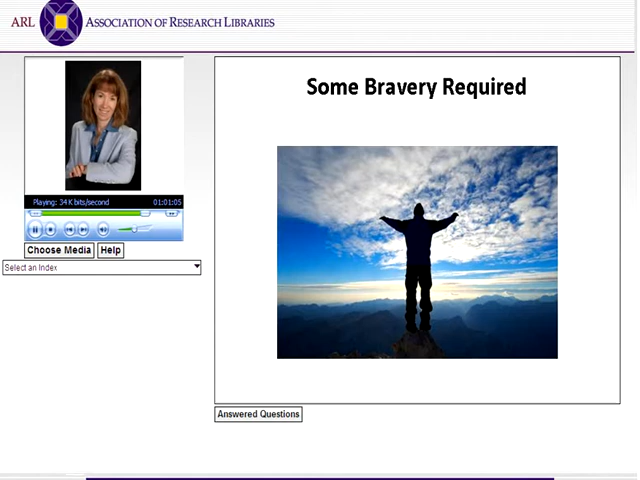 ARL ASSOCIATION OF RESEARCH LIBRARIES
Some Bravery Required
Playing: 34 K bits/second 01:01:05
Choose Media Help
Select an Index
Answered Questions